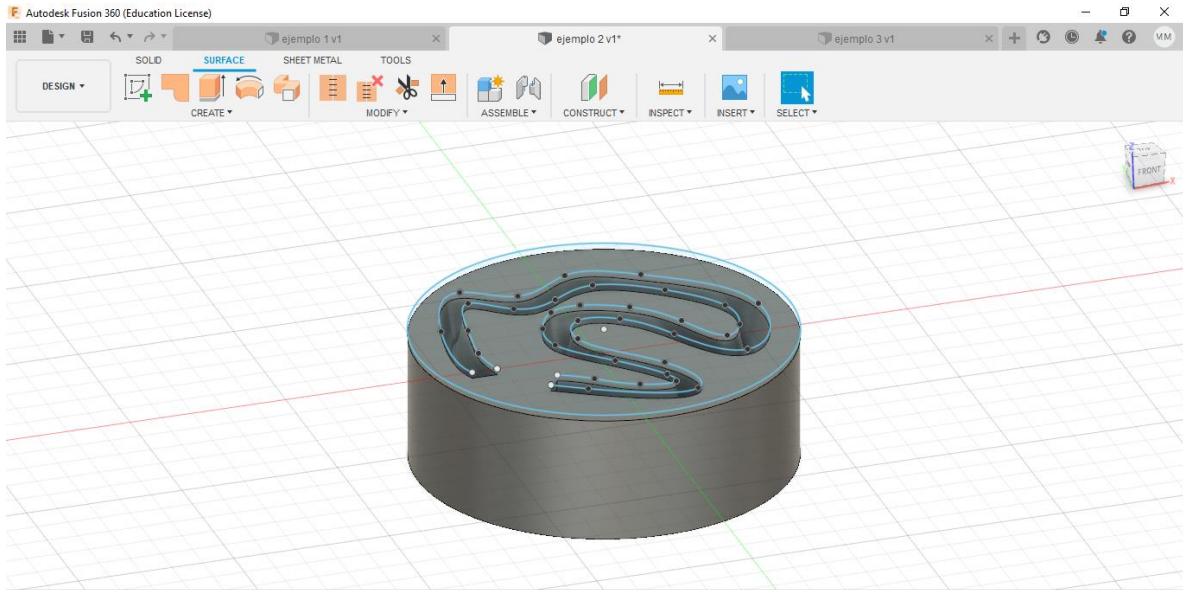 F Autodesk Fusion 360 (Education License)
ejemplo 1 v1
ejemplo 2 v1*
ejemplo 3 v1
MM
SOLID SURFACE SHEET METAL TOOLS
DESIGN
CREATE MODIFY ASSEMBLE CONSTRUCT INSPECT INSERT SELECT
Z
FRONT
X